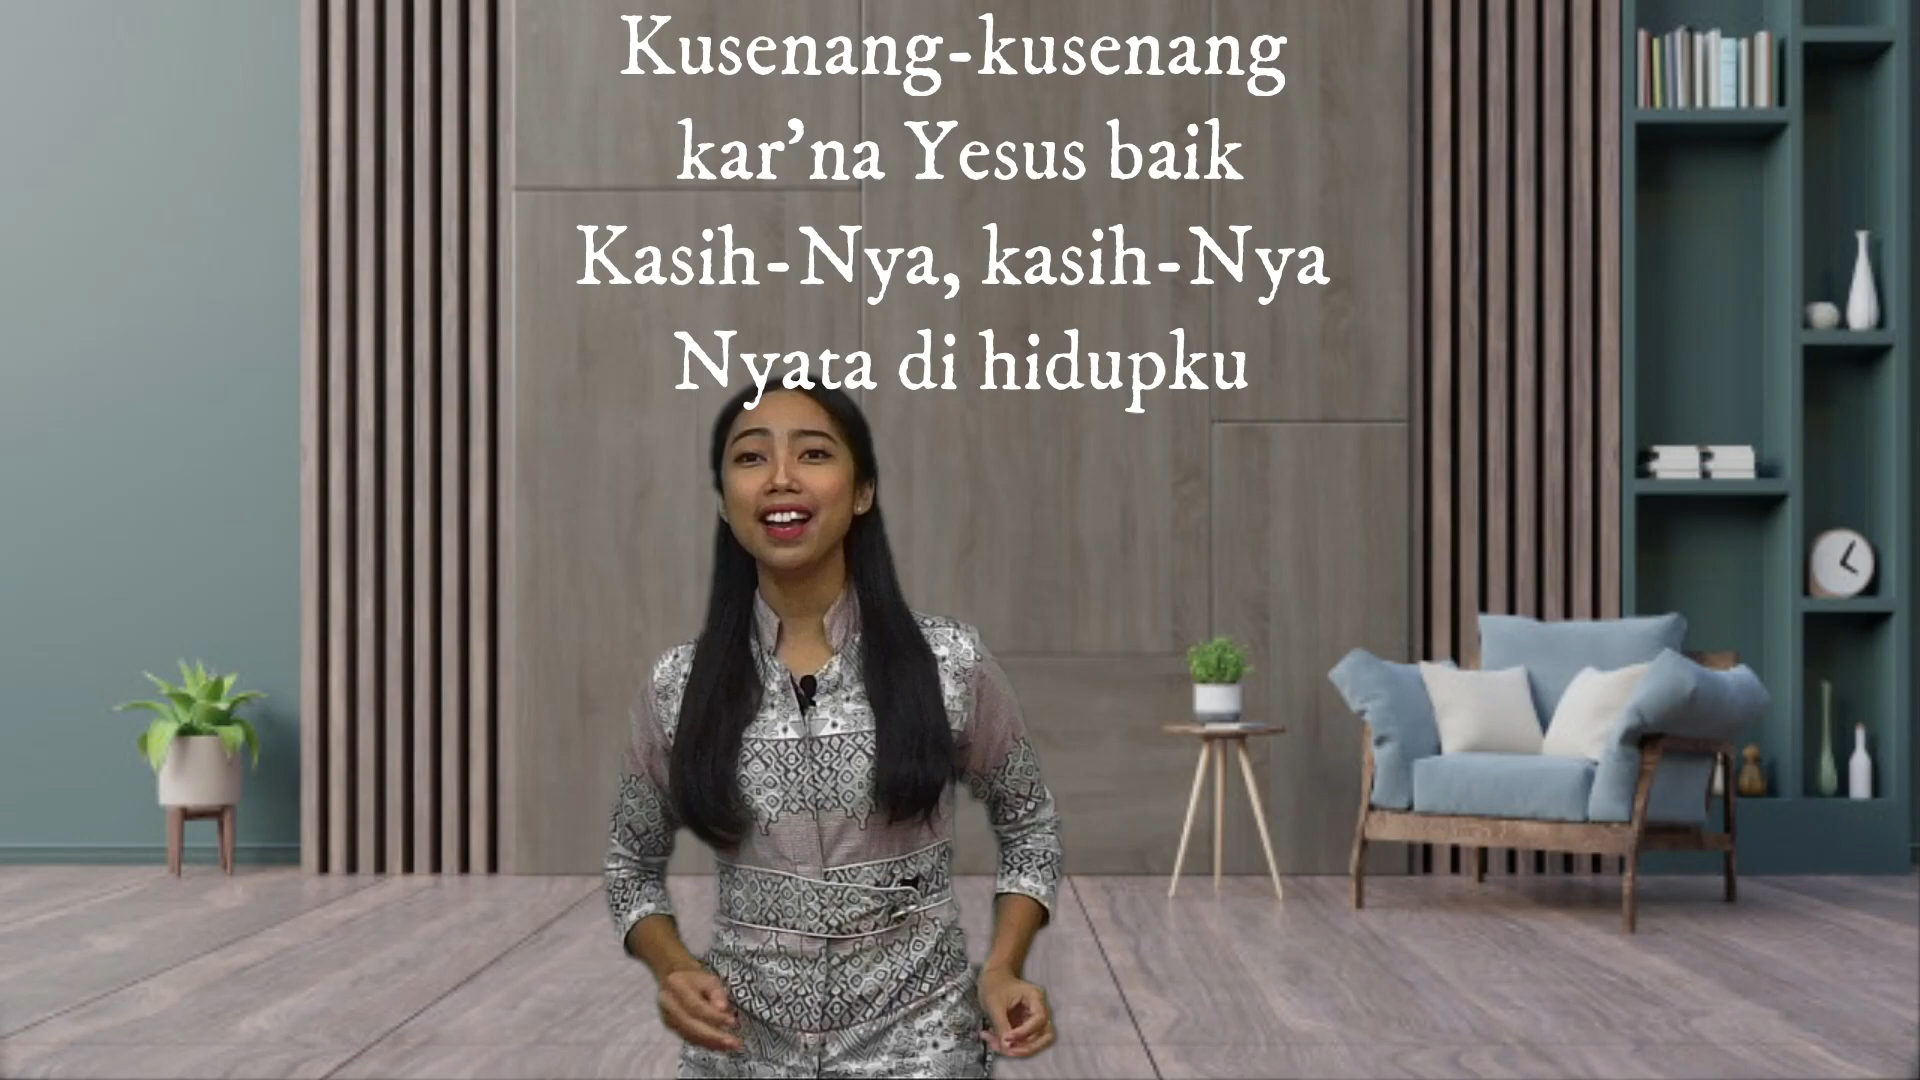 Kusenang-kusenang
kar’na Yesus baik
Kasih-Nya, kasih-Nya
Nyata di hidupku